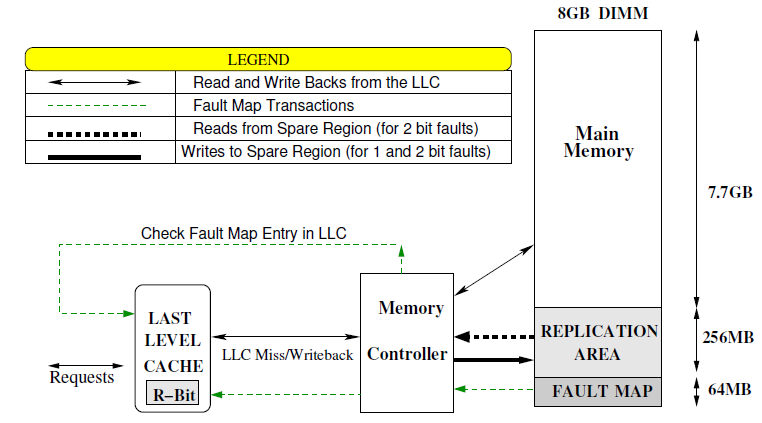 8GB DIMM
LEGEND
Read and Write Backs from the LLC
Fault Map Transactions
Reads from Spare Region (for 2 bit faults)
Writes to Spare Region (for 1 and 2 bit faults)
Main
Memory
7.7GB
Check Fault Map Entry in LLC
LAST
LEVEL
CACHE
R-Bit
Requests
LLC Miss/Writeback
Memory
Controller
REPLICATION
AREA
256MB
FAULT MAP
64MB